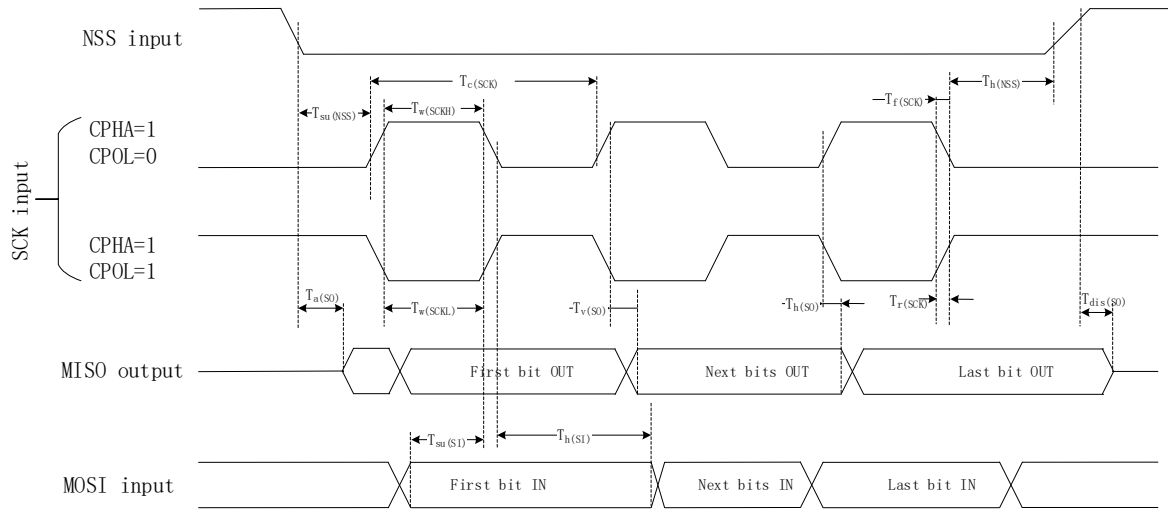 NSS input
Tc(SCK)
Th(NSS)
Tsu(NSS)
Tw(SCKH)
Tf(SCK)
SCK input
CPHA=1
CPOL=0
CPHA=1
CPOL=1
Ta(SO)
Tw(SCKL)
Tv(SO)
Th(SO)
Tr(SCK)
Tdis(SO)
MISO output
First bit OUT
Next bits OUT
Last bit OUT
Tsu(SI)
Th(SI)
MOSI input
First bit IN
Next bits IN
Last bit IN